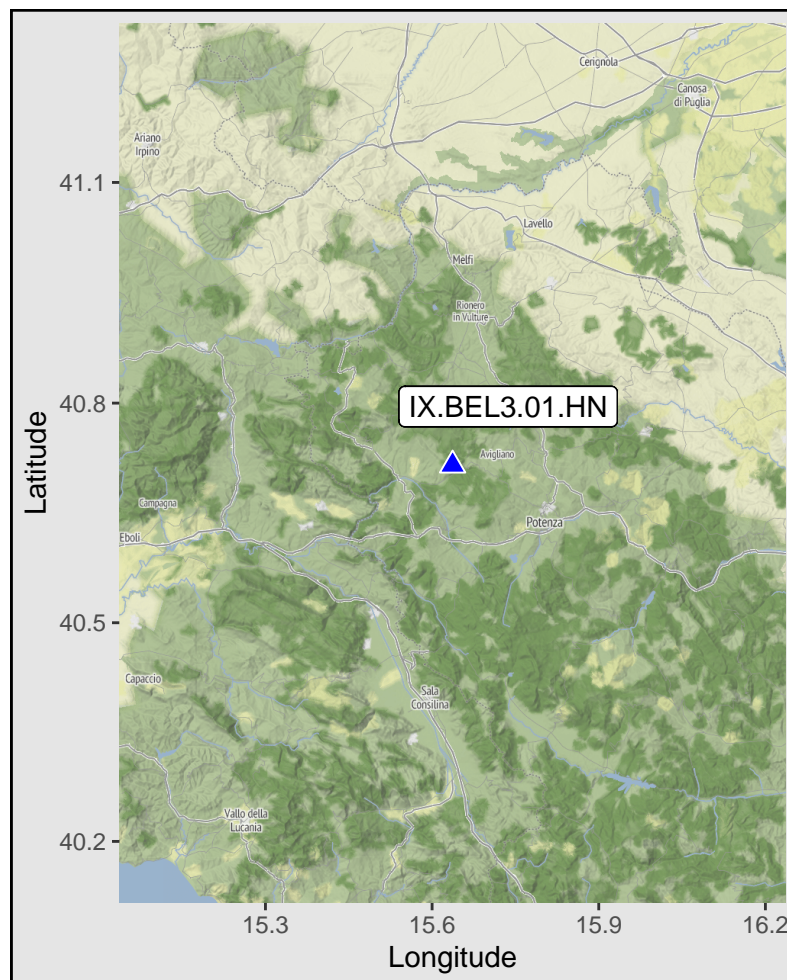 Cerignola
Canosa
di Puglia
Ariano
Irpino
41.1
Lavello
Melfi
Rionero
in Vulture
40.8
IX.BEL3.01.HN
Avigliano
Campagna
Potenza
Eboli
Latitude
40.5
Capaccio
Sala
Consilina
Vallo della
Lucania
40.2
15.3
15.6
15.9
16.2
Longitude